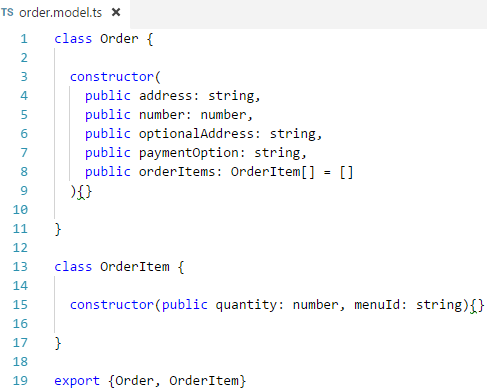 TS order.model.ts ×
1 class Order {
2
3   constructor(
4     public address: string,
5     public number: number,
6     public optionalAddress: string,
7     public paymentOption: string,
8     public orderItems: OrderItem[] = []
9   ){}
10
11 }
12
13 class OrderItem {
14
15   constructor(public quantity: number, menuId: string){}
16
17 }
18
19 export {Order, OrderItem}